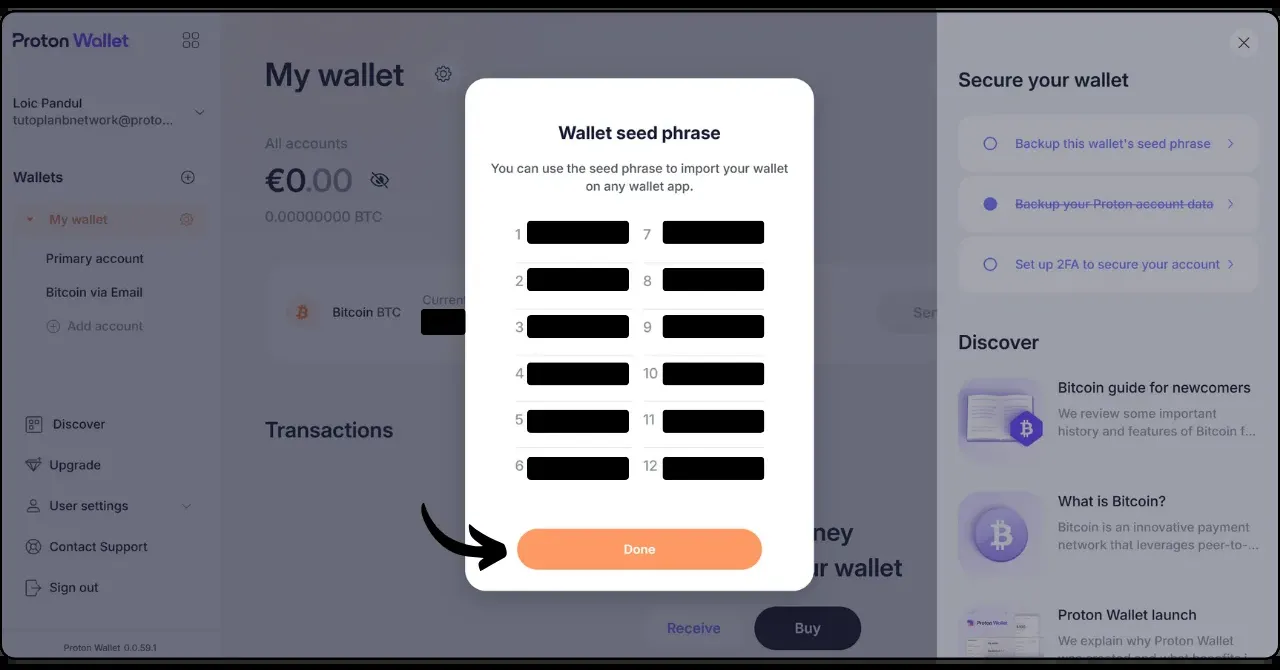 Proton Wallet
Loic Pandul
tutoplanbnetwork@proto...
Wallets
My wallet
Primary account
Bitcoin via Email
Add account
Discover
Upgrade
User settings
Contact Support
Sign out
Proton Wallet 0.0.59.1
My wallet
All accounts
€0.00
0.00000000 BTC
Bitcoin BTC
Curren
Sen
Transactions
ney
ur wallet
Receive
Buy
Wallet seed phrase
You can use the seed phrase to import your wallet
on any wallet app.
1
2
3
4
5
6
7
8
9
10
11
12
Done
Secure your wallet
Backup this wallet's seed phrase
Backup your Proton account data
Set up 2FA to secure your account
Discover
Bitcoin guide for newcomers
We review some important
history and features of Bitcoin f...
What is Bitcoin?
Bitcoin is an innovative payment
network that leverages peer-to-...
Proton Wallet launch
Proton Wallet
We explain why Proton Wallet